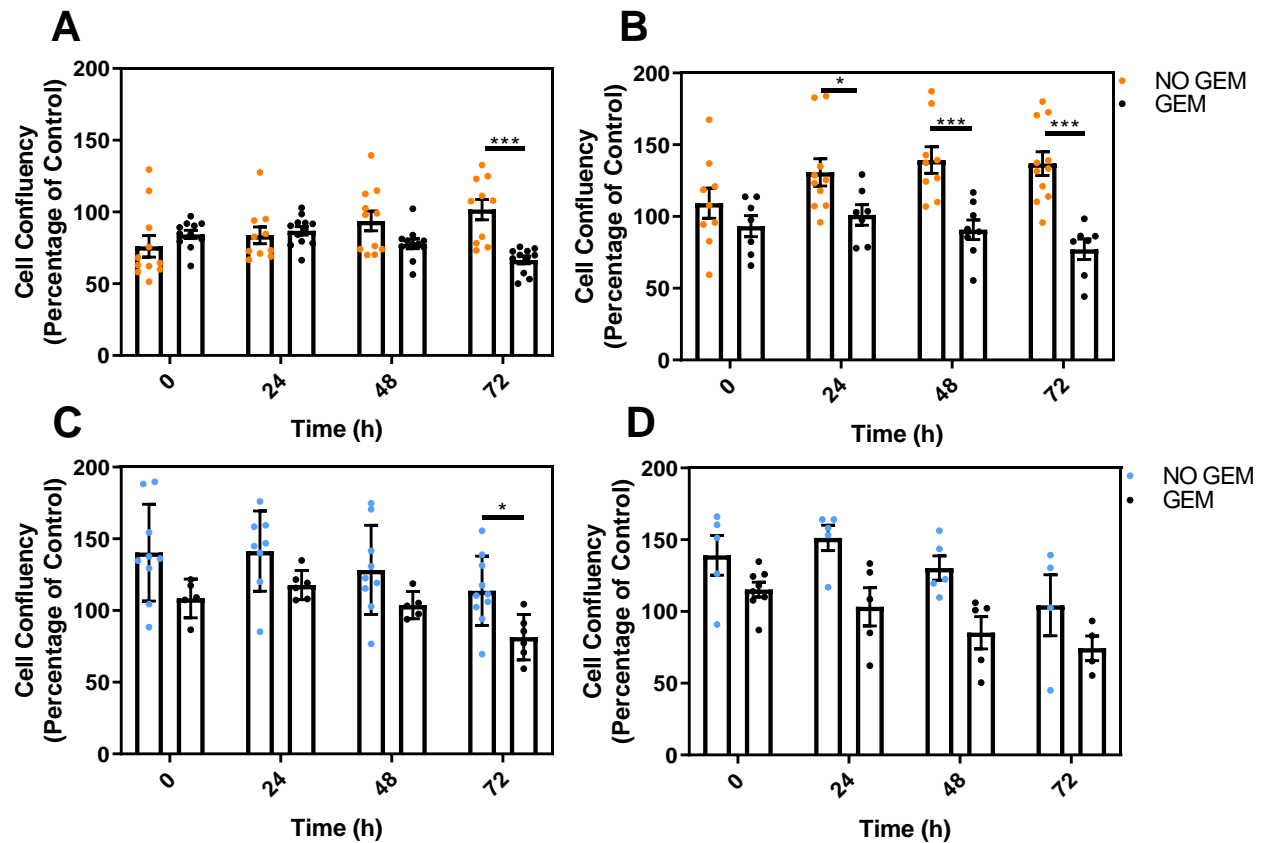 A
Cell Confluency
(Percentage of Control)
200
150
100
50
0
***
0
24
48
72
Time (h)
B
Cell Confluency
(Percentage of Control)
200
150
100
50
0
*
***
***
0
24
48
72
Time (h)
NO GEM
GEM
C
Cell Confluency
(Percentage of Control)
200
150
100
50
0
*
0
24
48
72
Time (h)
D
Cell Confluency
(Percentage of Control)
200
150
100
50
0
0
24
48
72
Time (h)
NO GEM
GEM